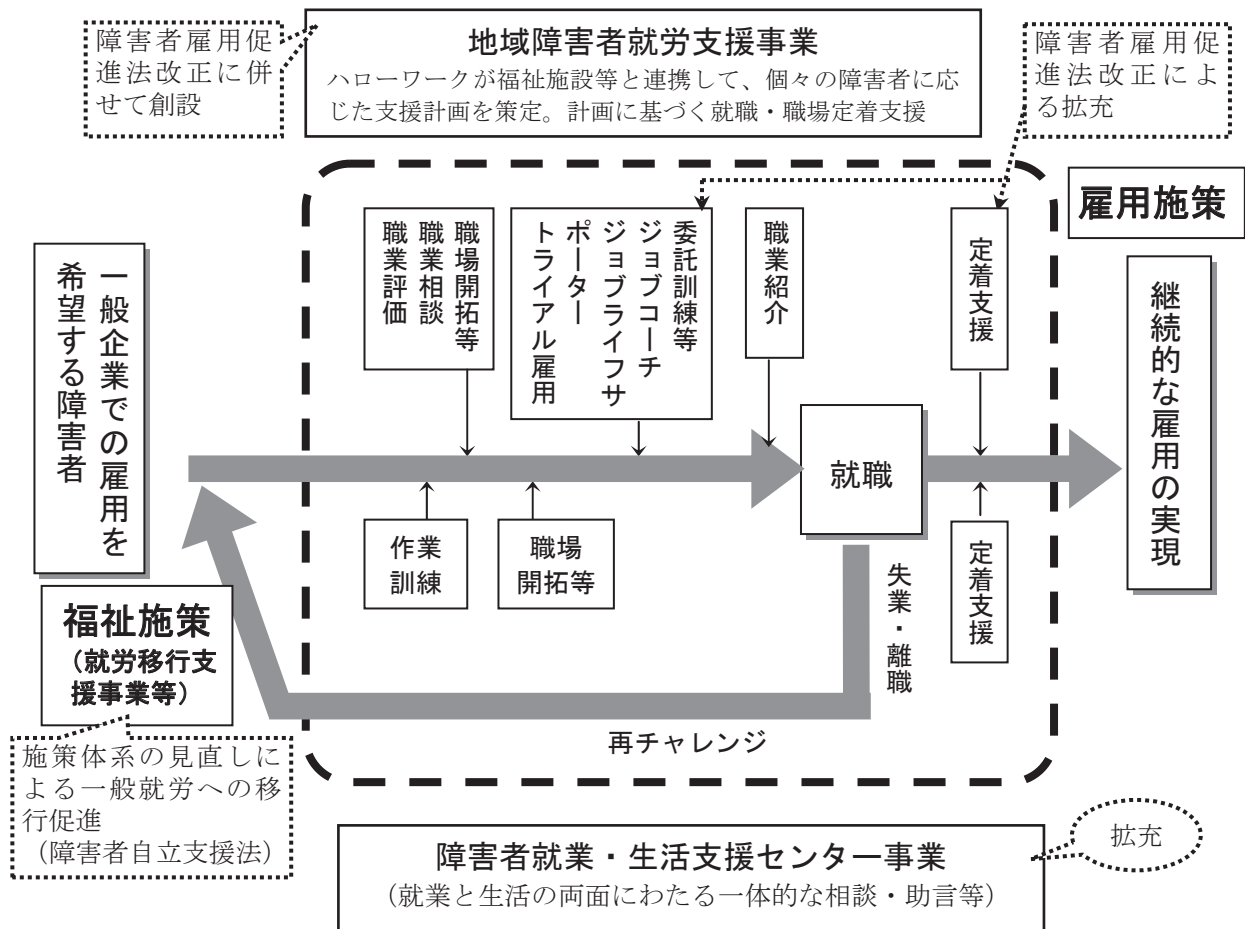 障害者雇用促
進法改正に併
せて創設
地域障害者就労支援事業
ハローワークが福祉施設等と連携して、個々の障害者に応
じた支援計画を策定。計画に基づく就職・職場定着支援
障害者雇用促
進法改正によ
る拡充
雇用施策
一般企業での雇用を
希望する障害者
職場開拓等
職業相談
職業評価
委託訓練等
ジョブコーチ
ジョブライフサ
ポーター
トライアル雇用
職業紹介
定着支援
継続的な雇用の実現
就職
作業
訓練
職場
開拓等
定着支援
失業・離職
福祉施策
（就労移行支
援事業等）
再チャレンジ
施策体系の見直しに
よる一般就労への移
行促進
（障害者自立支援法）
障害者就業・生活支援センター事業
（就業と生活の両面にわたる一体的な相談・助言等）
拡充